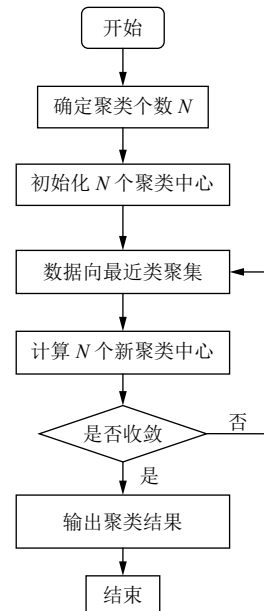 开始
确定聚类个数 N
初始化 N 个聚类中心
数据向最近类聚集
计算 N 个新聚类中心
是否收敛
否
是
输出聚类结果
结束